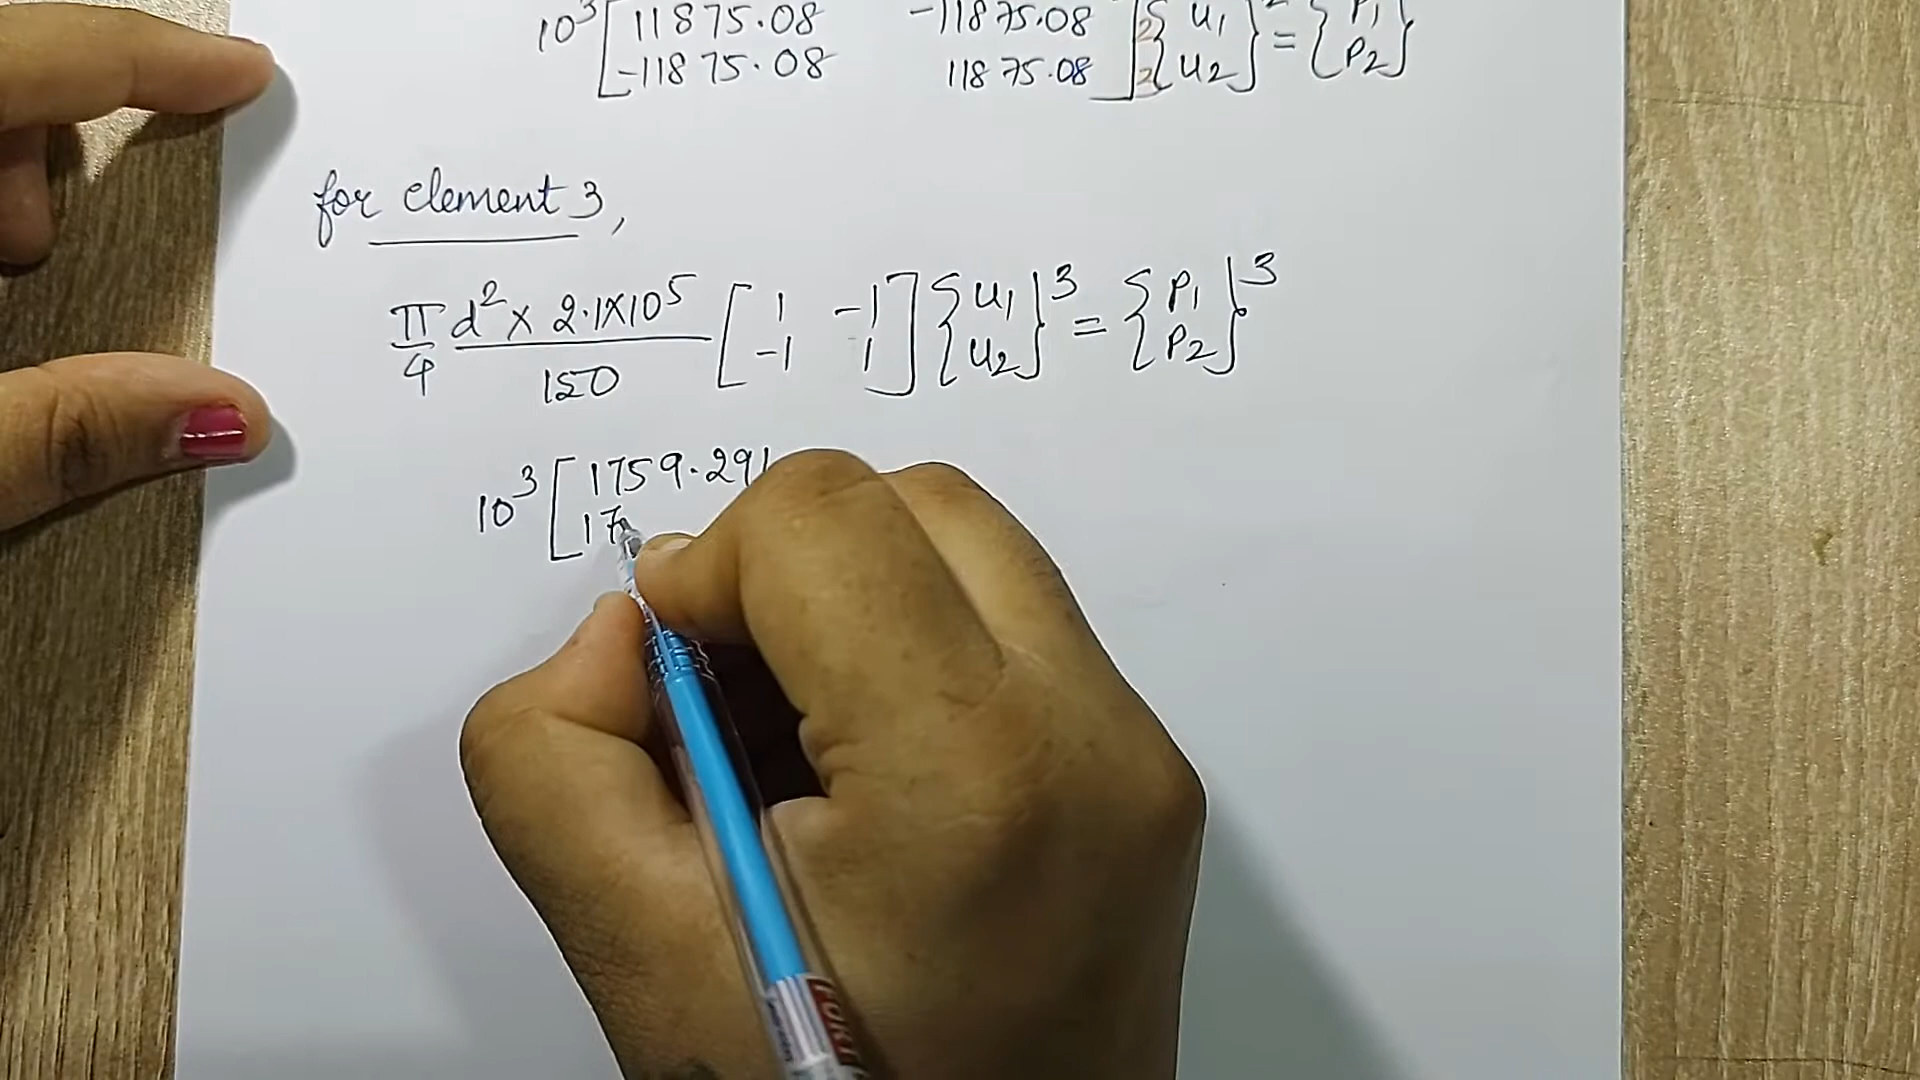 10³ [ 11875.08 -11875.08 ] { u1 }² = { P1 }
-11875.08 11875.08 u2 P2
for element 3,
π/4 d² × 2.1×10⁵ / 150 [ 1 -1 ] { u1 }³ = { P1 }³
-1 1 u2 P2
10³ [ 1759.291
17